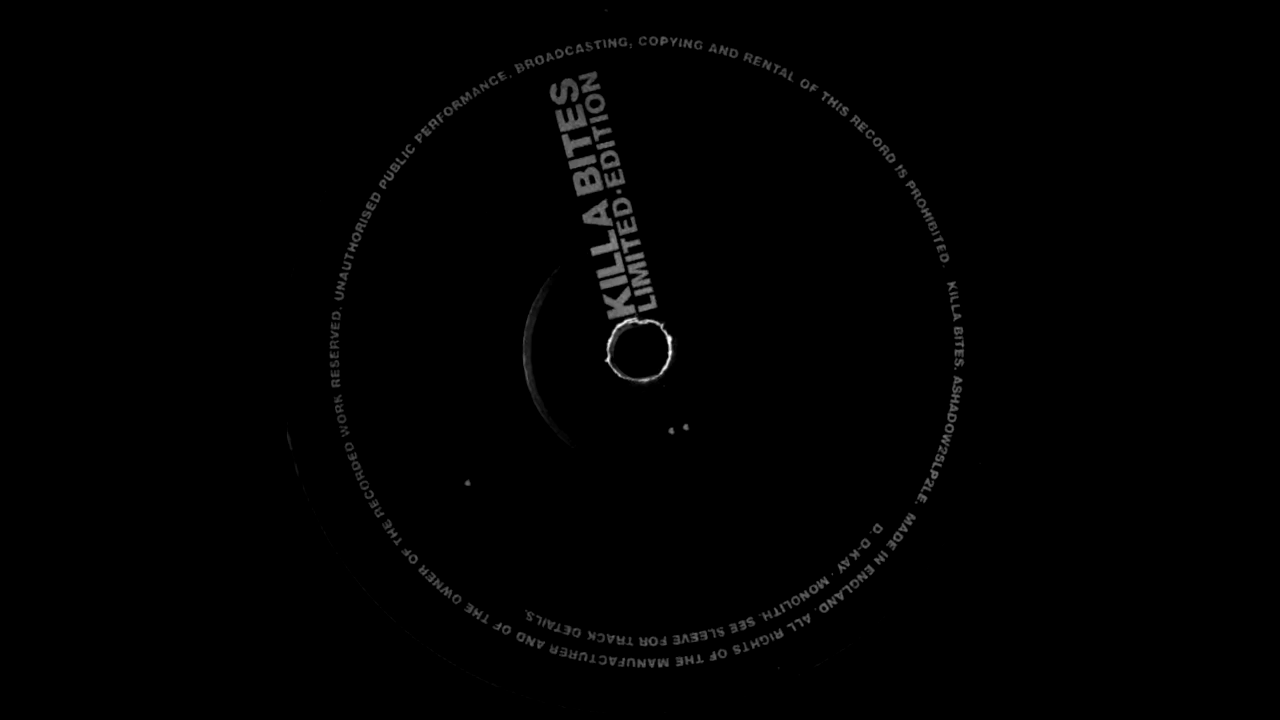 KILLA BITES
LIMITED·EDITION
UNAUTHORISED PUBLIC PERFORMANCE, BROADCASTING, COPYING AND RENTAL OF THIS RECORD IS PROHIBITED. KILLA BITES. ASHADOW25LP2LE. MADE IN ENGLAND. ALL RIGHTS OF THE MANUFACTURER AND OF THE OWNER OF THE RECORDED WORK RESERVED.
D. D-KAY. MONOLITH. SEE SLEEVE FOR TRACK DETAILS.